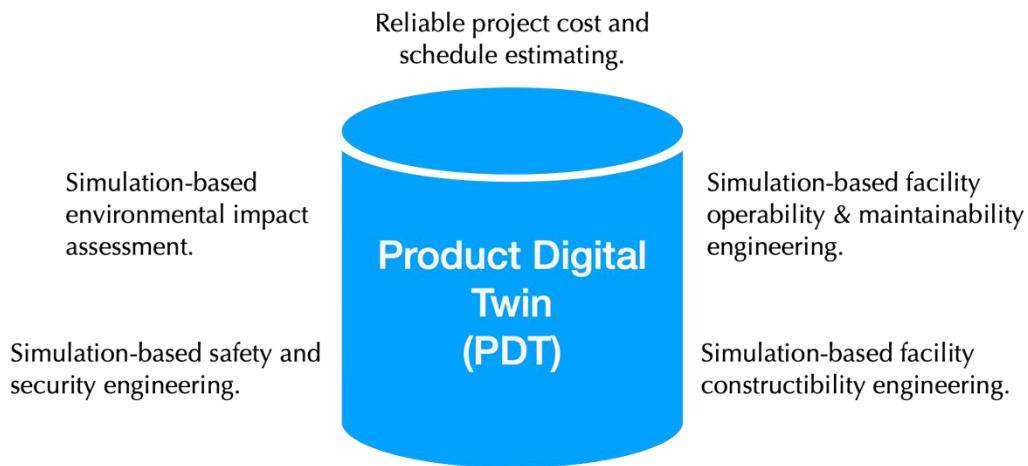 Reliable project cost and
schedule estimating.
Simulation-based
environmental impact
assessment.
Simulation-based facility
operability & maintainability
engineering.
Product Digital
Twin
(PDT)
Simulation-based safety and
security engineering.
Simulation-based facility
constructibility engineering.